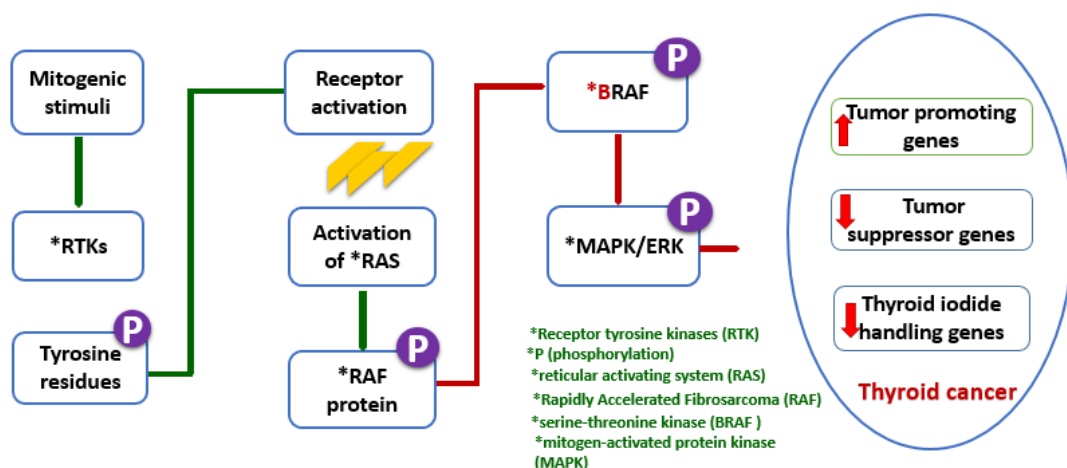 Mitogenic
stimuli
*RTKs
P
Tyrosine
residues
Receptor
activation
Activation
of *RAS
P
*RAF
protein
P
*BRAF
P
*MAPK/ERK
*Receptor tyrosine kinases (RTK)
*P (phosphorylation)
*reticular activating system (RAS)
*Rapidly Accelerated Fibrosarcoma (RAF)
*serine-threonine kinase (BRAF )
*mitogen-activated protein kinase
(MAPK)
Tumor promoting
genes
Tumor
suppressor genes
Thyroid iodide
handling genes
Thyroid cancer